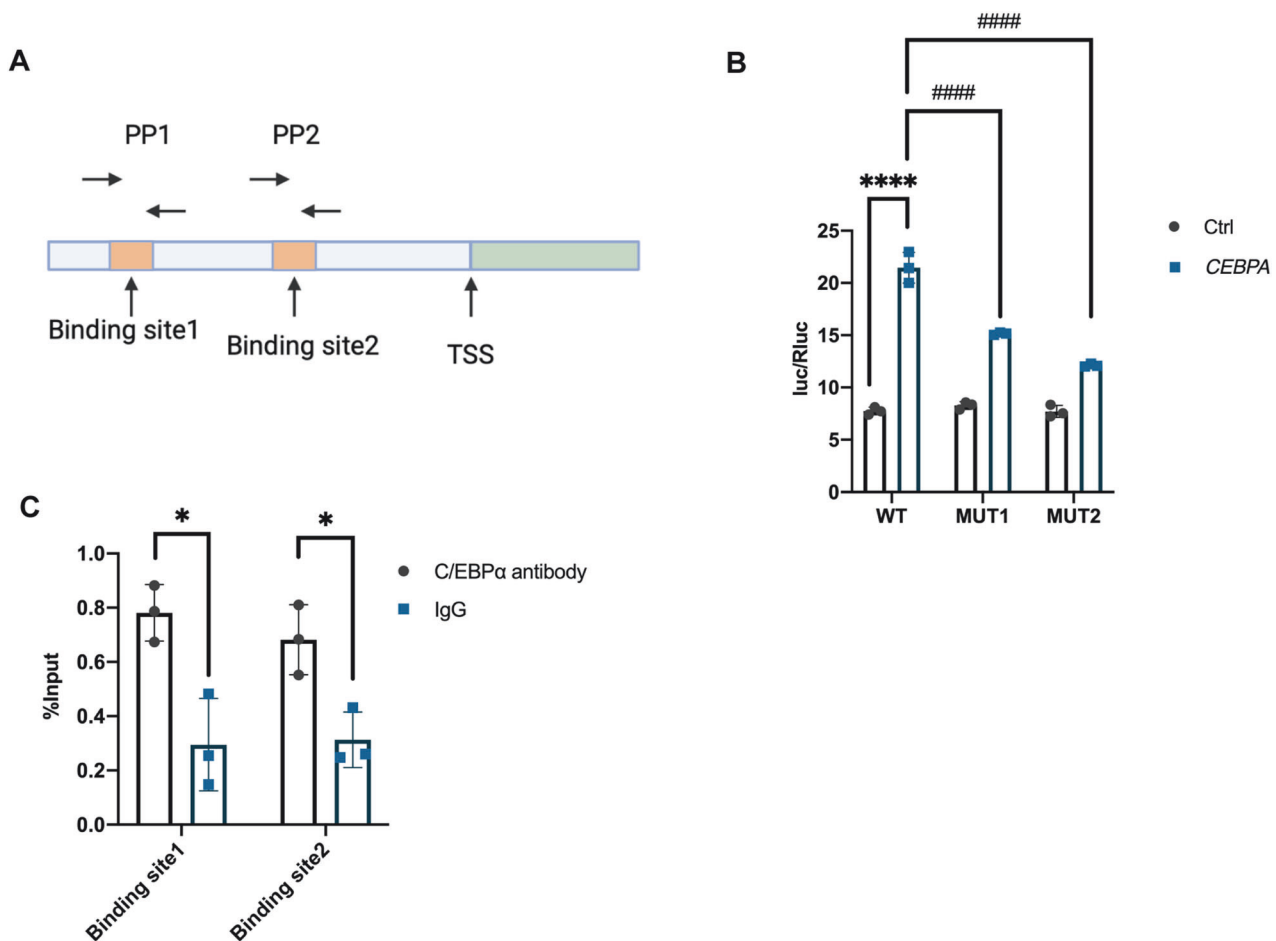 A
PP1 PP2
Binding site1 Binding site2 TSS
B
####
####
****
25
20
15
10
5
0
luc/Rluc
WT MUT1 MUT2
Ctrl
CEBPA
C
* *
1.0
0.8
0.6
0.4
0.2
0.0
%Input
Binding site1 Binding site2
C/EBPα antibody
IgG